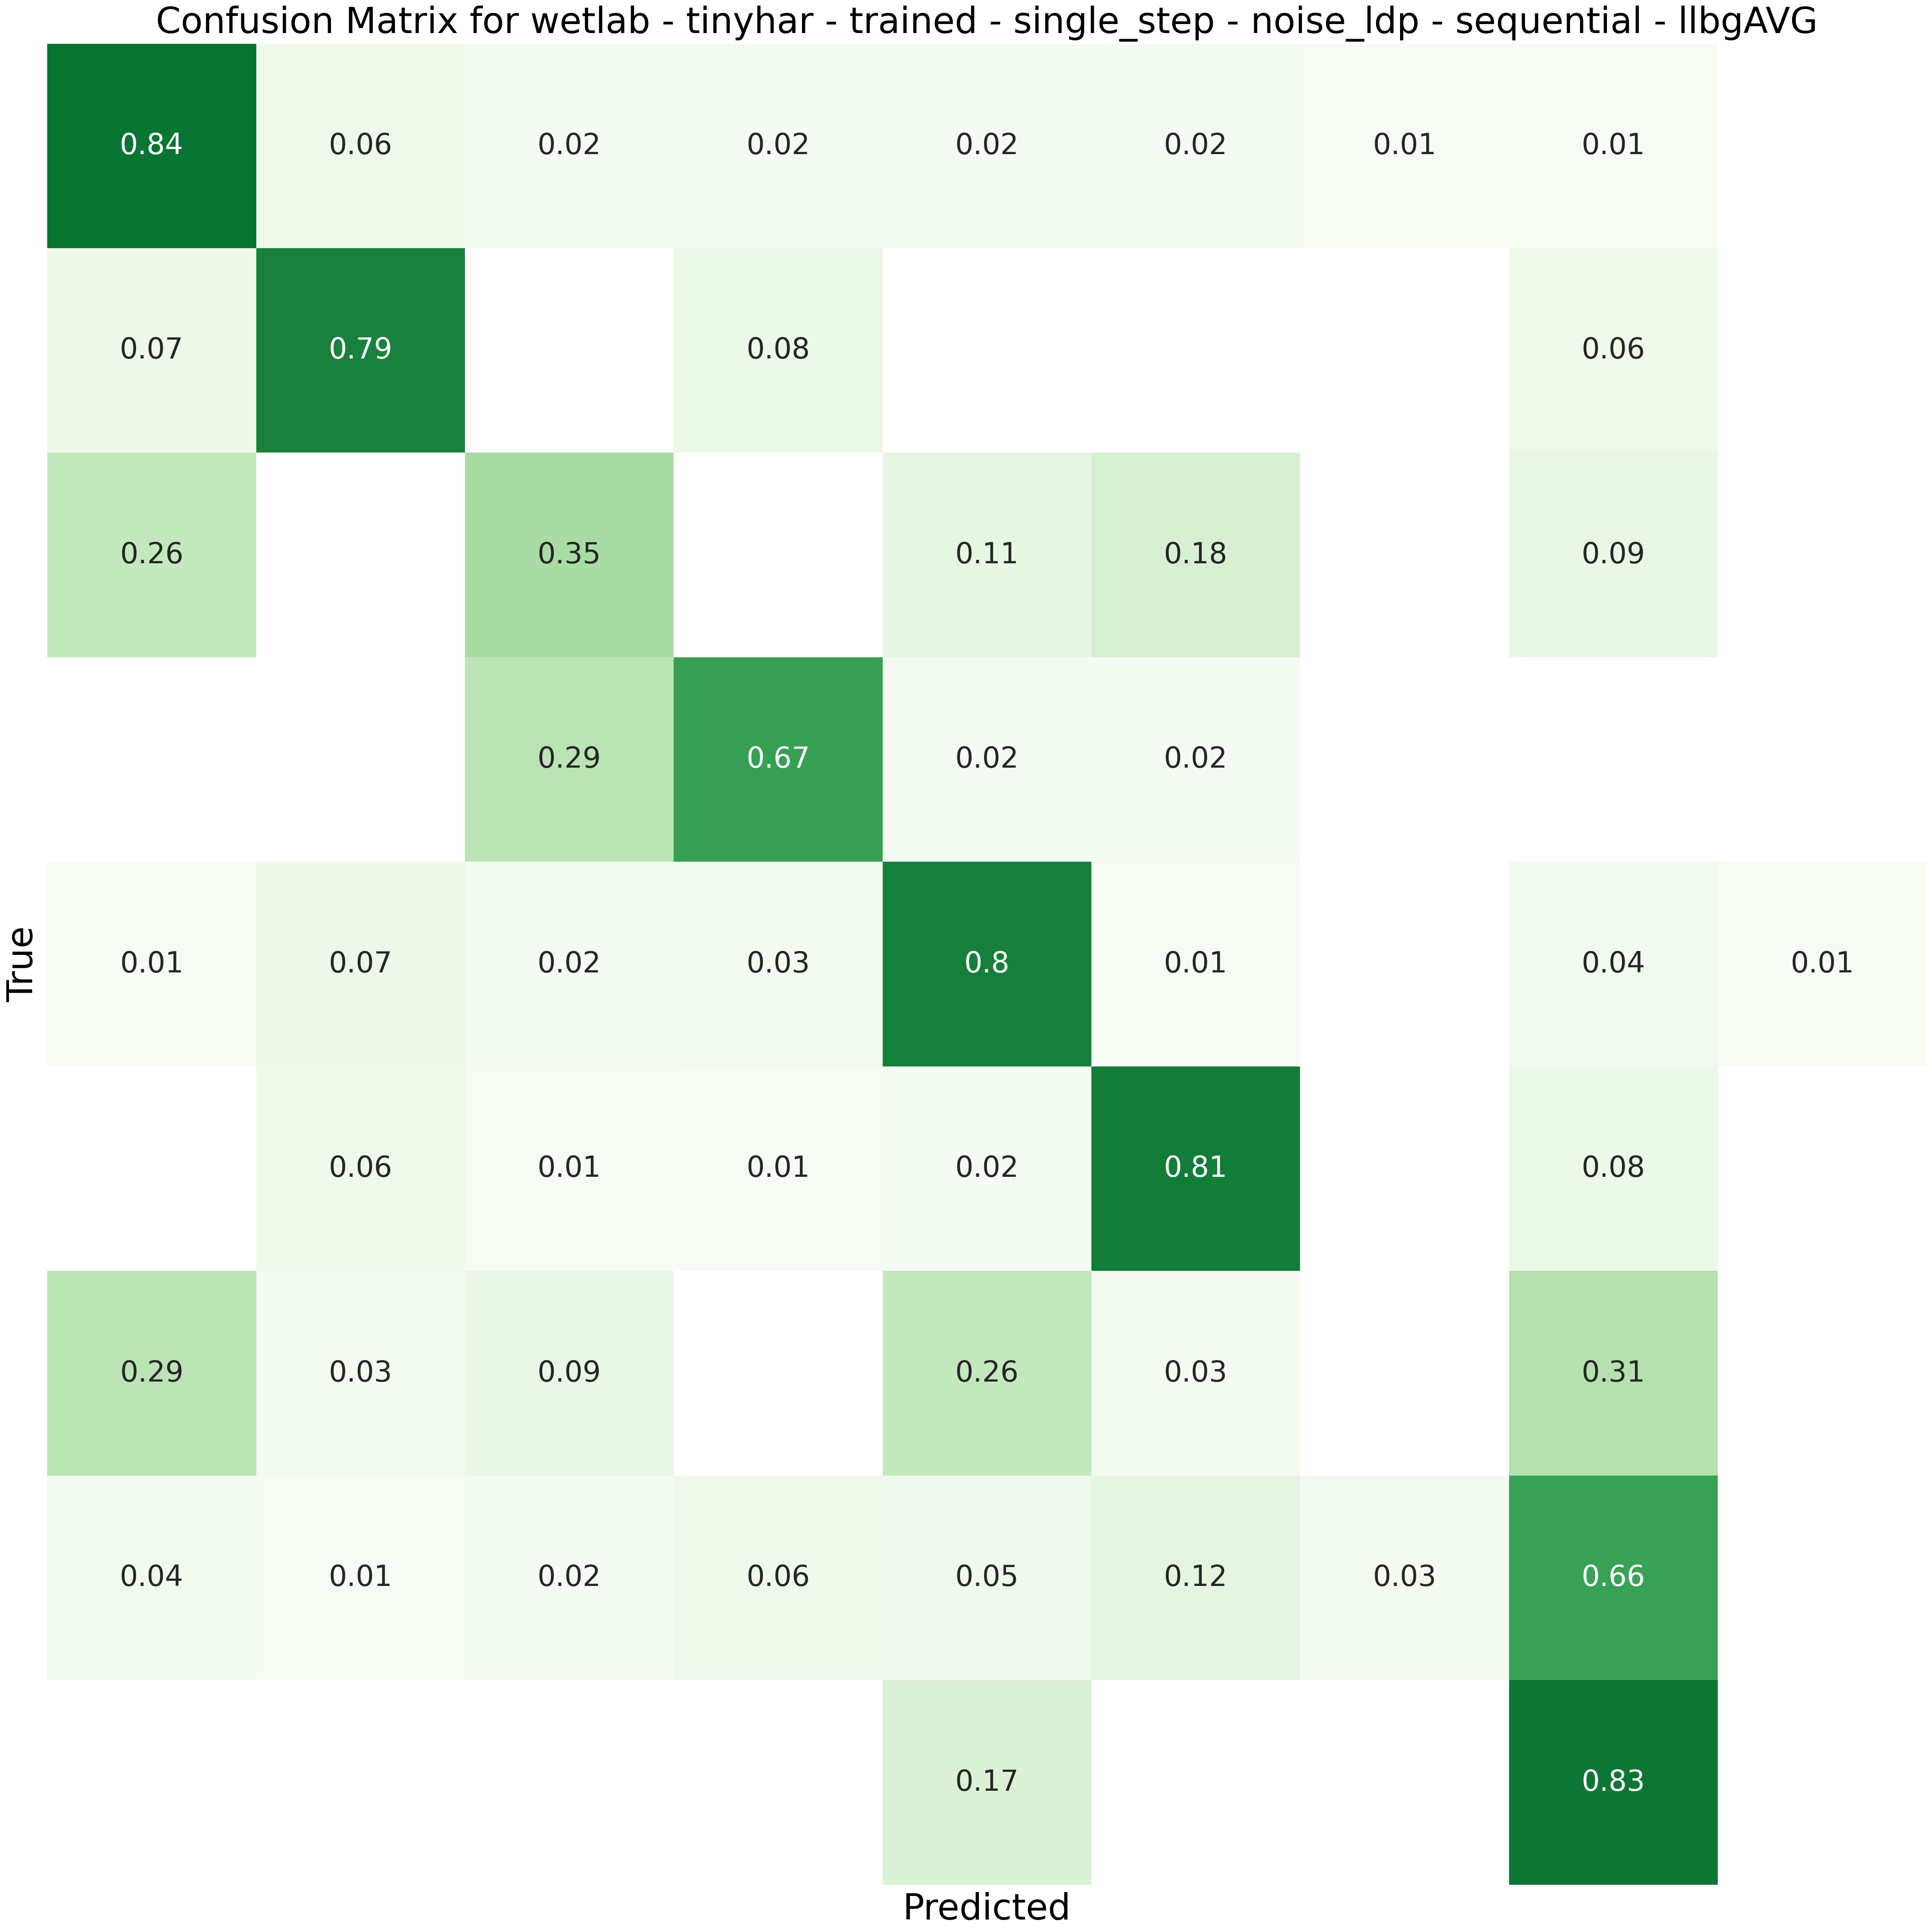 Confusion Matrix for wetlab - tinyhar - trained - single_step - noise_ldp - sequential - llbgAVG
0.84 0.06 0.02 0.02 0.02 0.02 0.01 0.01
0.07 0.79 0.08 0.06
0.26 0.35 0.11 0.18 0.09
0.29 0.67 0.02 0.02
True
0.01 0.07 0.02 0.03 0.8 0.01 0.04 0.01
0.06 0.01 0.01 0.02 0.81 0.08
0.29 0.03 0.09 0.26 0.03 0.31
0.04 0.01 0.02 0.06 0.05 0.12 0.03 0.66
0.17 0.83
Predicted